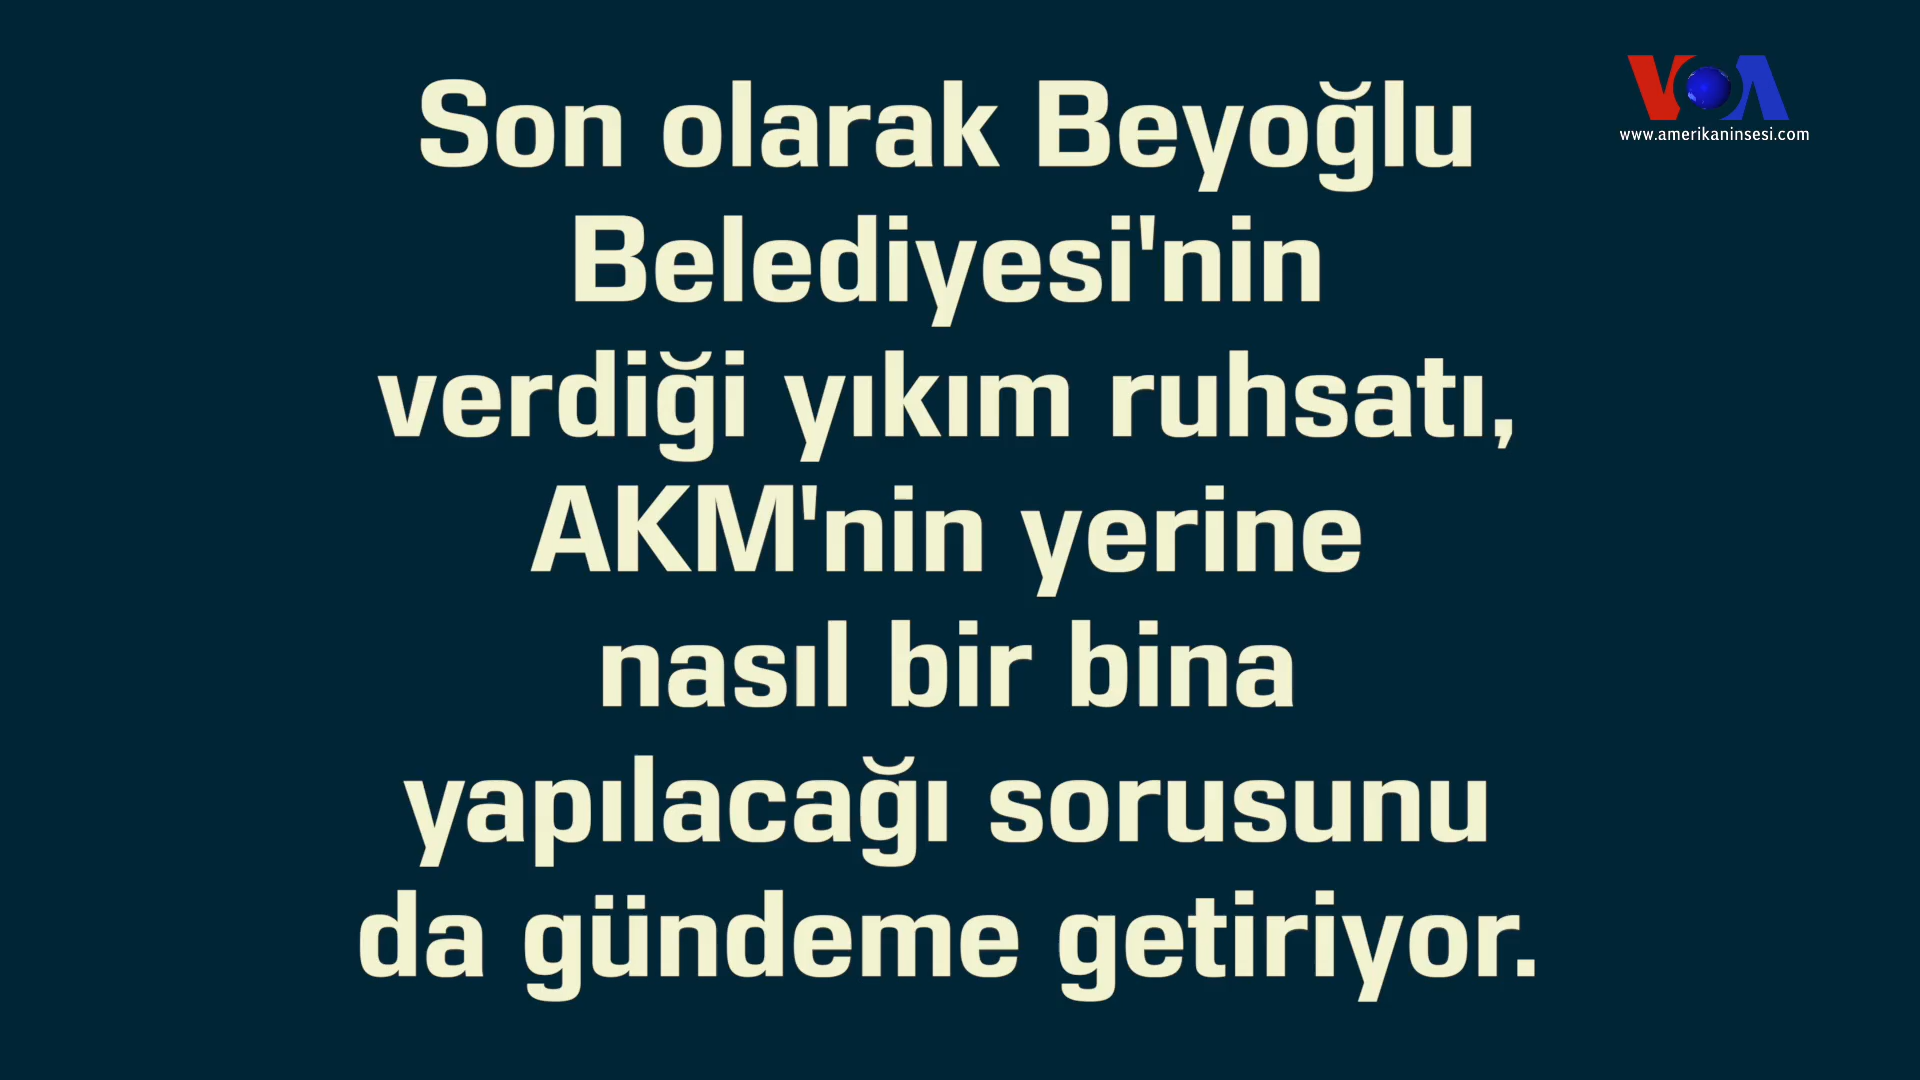 VOA
www.amerikaninsesi.com
Son olarak Beyoğlu
Belediyesi'nin
verdiği yıkım ruhsatı,
AKM'nin yerine
nasıl bir bina
yapılacağı sorusunu
da gündeme getiriyor.